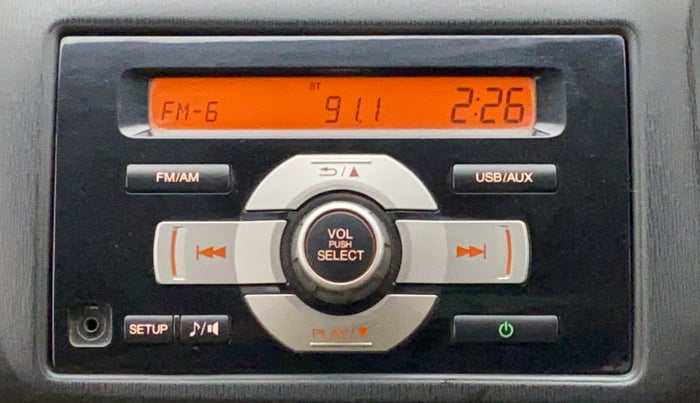 ST
FM-6 91.1 2:26
FM/AM
USB/AUX
VOL
PUSH
SELECT
SETUP
PLAY/